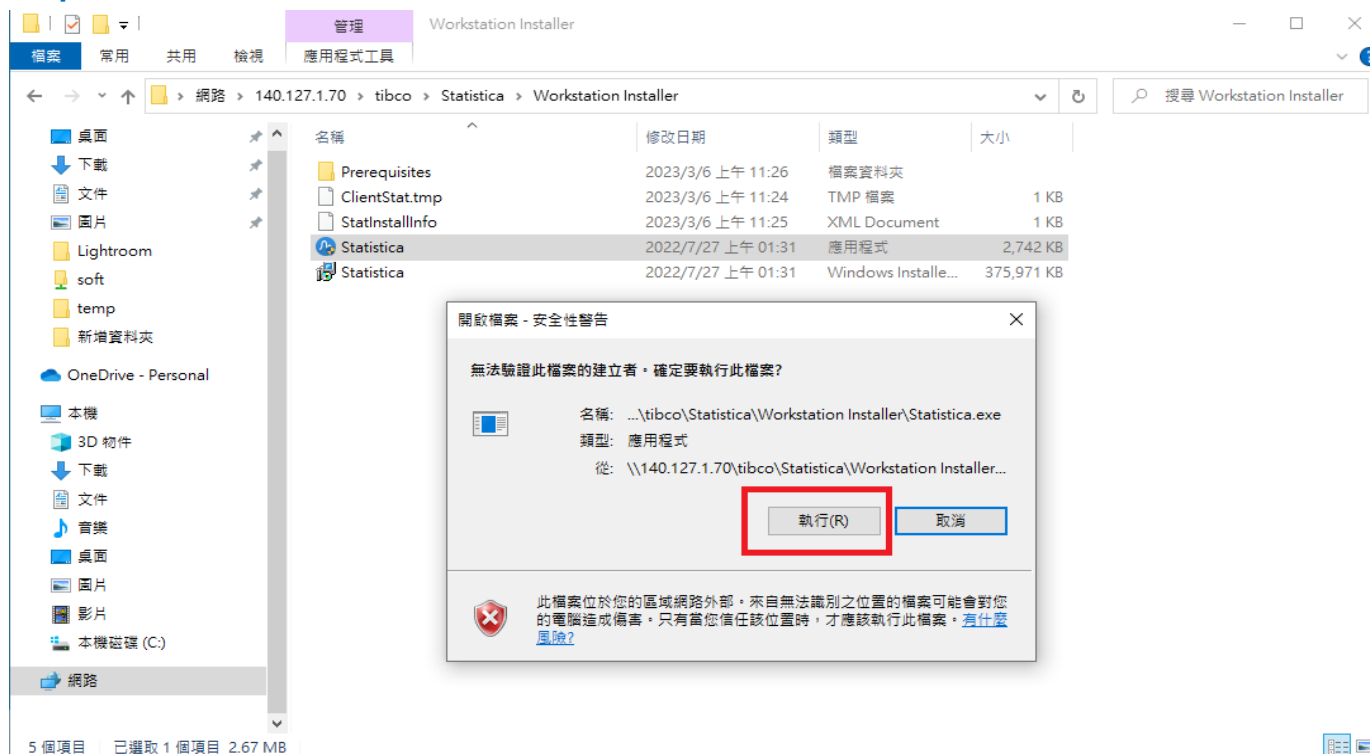 管理 Workstation Installer
檔案 常用 共用 檢視 應用程式工具
網路 > 140.127.1.70 > tibco > Statistica > Workstation Installer
搜尋 Workstation Installer
桌面
下載
文件
圖片
Lightroom
soft
temp
新增資料夾
OneDrive - Personal
本機
3D 物件
下載
文件
音樂
桌面
圖片
影片
本機磁碟 (C:)
網路
名稱 修改日期 類型 大小
Prerequisites 2023/3/6 上午 11:26 檔案資料夾
ClientStat.tmp 2023/3/6 上午 11:24 TMP 檔案 1 KB
StatInstallInfo 2023/3/6 上午 11:25 XML Document 1 KB
Statistica 2022/7/27 上午 01:31 應用程式 2,742 KB
Statistica 2022/7/27 上午 01:31 Windows Installe... 375,971 KB
開啟檔案 - 安全性警告
無法驗證此檔案的建立者。確定要執行此檔案?
名稱: ...\tibco\Statistica\Workstation Installer\Statistica.exe
類型: 應用程式
從: \\140.127.1.70\tibco\Statistica\Workstation Installer...
執行(R) 取消
此檔案位於您的區域網路外部。來自無法識別之位置的檔案可能會對您
的電腦造成傷害。只有當您信任該位置時，才應該執行此檔案。有什麼
風險?
5 個項目 已選取 1 個項目 2.67 MB